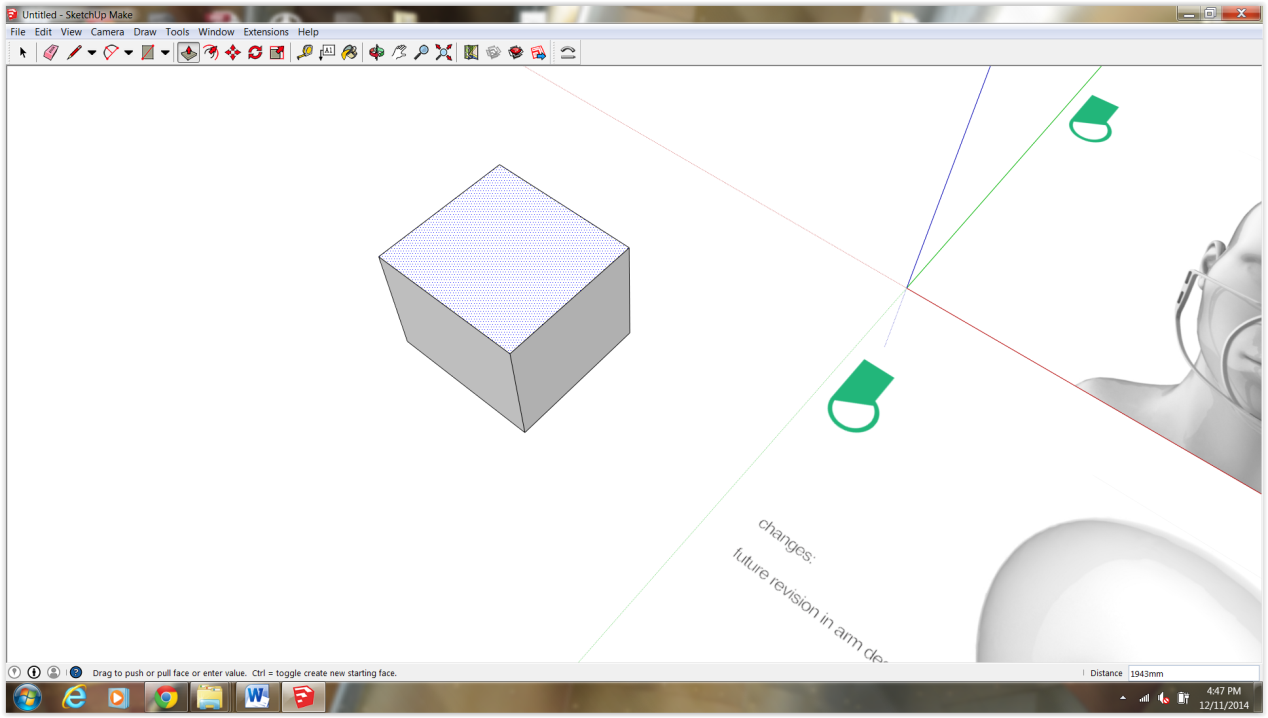 Untitled - SketchUp Make
File Edit View Camera Draw Tools Window Extensions Help
A1
changes:
future revision in arm de
Drag to push or pull face or enter value. Ctrl = toggle create new starting face.
Distance 1943mm
4:47 PM
12/11/2014